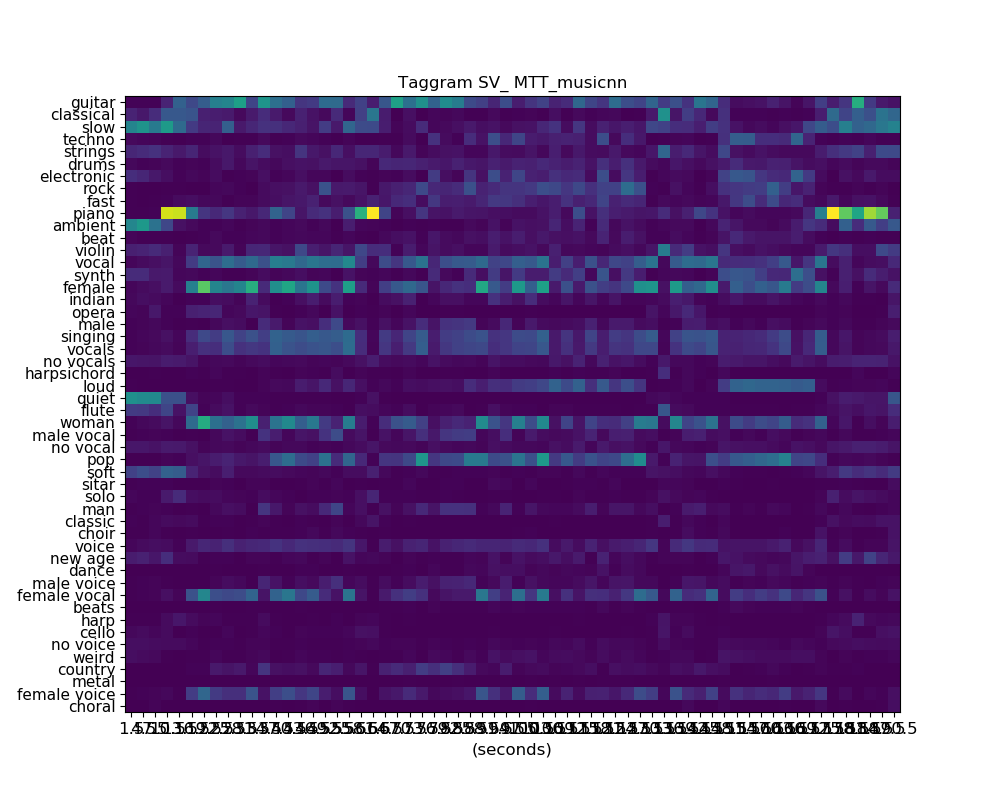 Taggram SV_ MTT_musicnn
guitar
classical
slow
techno
strings
drums
electronic
rock
fast
piano
ambient
beat
violin
vocal
synth
female
indian
opera
male
singing
vocals
no vocals
harpsichord
loud
quiet
flute
woman
male vocal
no vocal
pop
soft
sitar
solo
man
classic
choir
voice
new age
dance
male voice
female vocal
beats
harp
cello
no voice
weird
country
metal
female voice
choral
(seconds)